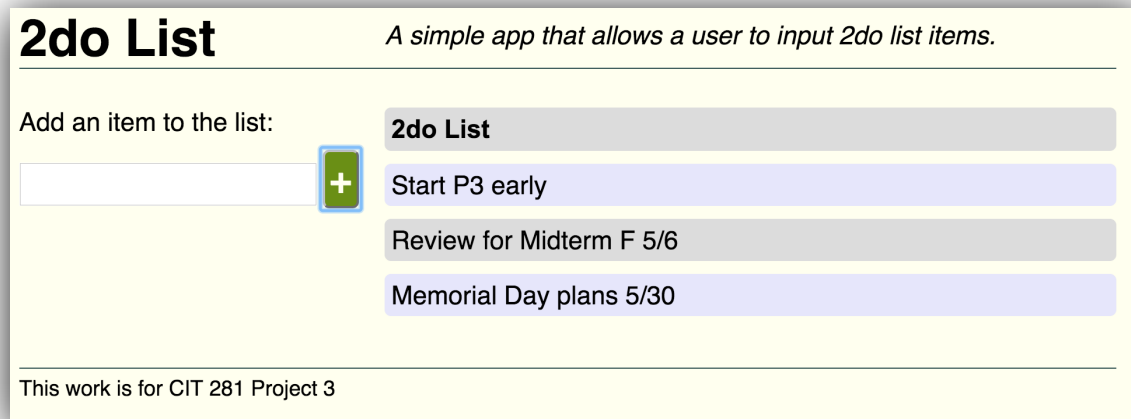 2do List
A simple app that allows a user to input 2do list items.
Add an item to the list:
+
2do List
Start P3 early
Review for Midterm F 5/6
Memorial Day plans 5/30
This work is for CIT 281 Project 3